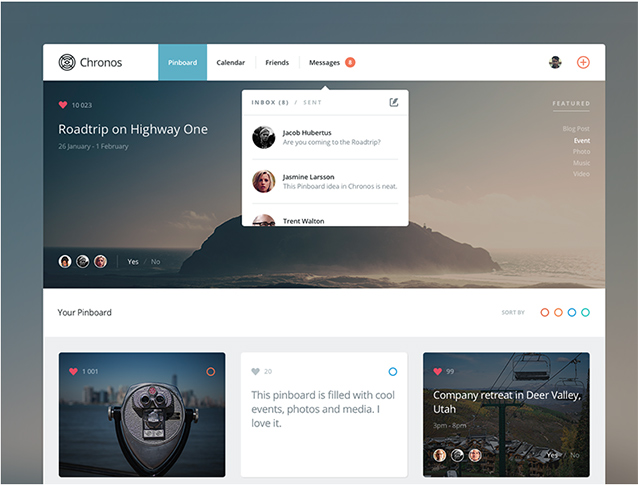 Chronos
Pinboard
Calendar
Friends
Messages 8
10 023
Roadtrip on Highway One
26 January - 1 February
Yes / No
INBOX (8) / SENT
Jacob Hubertus
Are you coming to the Roadtrip?
Jasmine Larsson
This Pinboard idea in Chronos is neat.
Trent Walton
FEATURED
Blog Post
Event
Photo
Music
Video
Your Pinboard
SORT BY
1 001
20
This pinboard is filled with cool
events, photos and media. I
love it.
99
Company retreat in Deer Valley,
Utah
3pm - 8pm
Yes / No